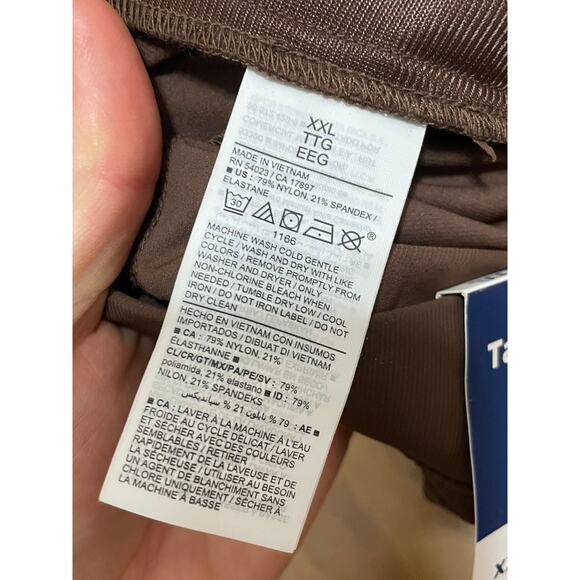 XXL
TTG
EEG
MADE IN VIETNAM
RN 54023 / CA 17897
■ US : 79% NYLON, 21% SPANDEX /
ELASTANE
30
®
1166
MACHINE WASH COLD GENTLE
CYCLE / WASH AND DRY WITH LIKE
COLORS / REMOVE PROMPTLY FROM
WASHER AND DRYER / ONLY
NON-CHLORINE BLEACH WHEN
NEEDED / TUMBLE DRY LOW / COOL
IRON / DO NOT IRON LABEL / DO NOT
DRY CLEAN
HECHO EN VIETNAM CON INSUMOS
IMPORTADOS / DIBUAT DI VIETNAM
■ CA : 79% NYLON, 21%
ELASTHANNE ■
CL/CR/GT/MX/PA/PE/SV : 79%
poliamida, 21% elastano ■ ID : 79%
NILON, 21% SPANDEKS
■ AE : 79 % نايلون 21 % سبانديكس
■ CA : LAVER À LA MACHINE À L'EAU
FROIDE AU CYCLE DÉLICAT / LAVER
ET SÉCHER AVEC DES COULEURS
SEMBLABLES / RETIRER
RAPIDEMENT DE LA LAVEUSE ET DE
LA SÉCHEUSE / UTILISER AU BESOIN
UN AGENT DE BLANCHIMENT SANS
CHLORE UNIQUEMENT / SÉCHER À
LA MACHINE À BASSE
Ta